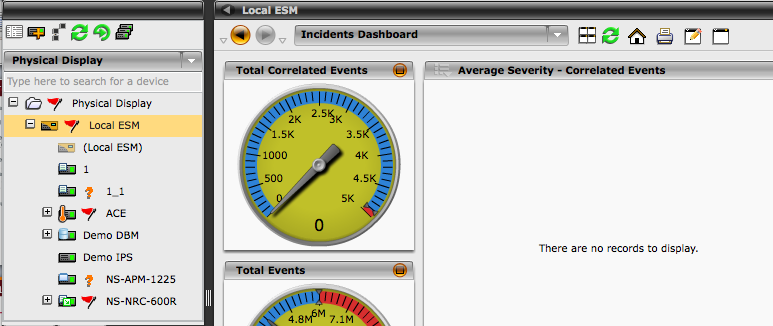 Local ESM
Incidents Dashboard
Physical Display
Type here to search for a device
Physical Display
Local ESM
(Local ESM)
1
1_1
ACE
Demo DBM
Demo IPS
NS-APM-1225
NS-NRC-600R
Total Correlated Events
0
500
1000
1.5K
2K
2.5K
3K
3.5K
4K
4.5K
5K
0
Total Events
4.8M
6M
7.1M
Average Severity - Correlated Events
There are no records to display.